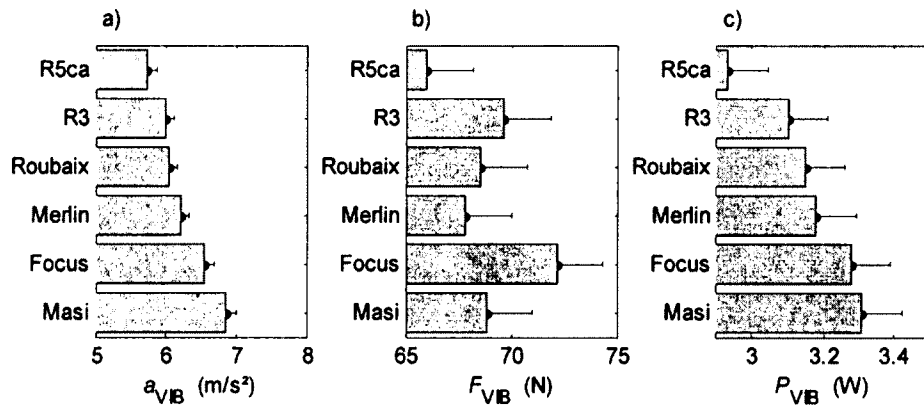 a)
R5ca
R3
Roubaix
Merlin
Focus
Masi
5 6 7 8
aVIB (m/s²)
b)
R5ca
R3
Roubaix
Merlin
Focus
Masi
65 70 75
FVIB (N)
c)
R5ca
R3
Roubaix
Merlin
Focus
Masi
3 3.2 3.4
PVIB (W)